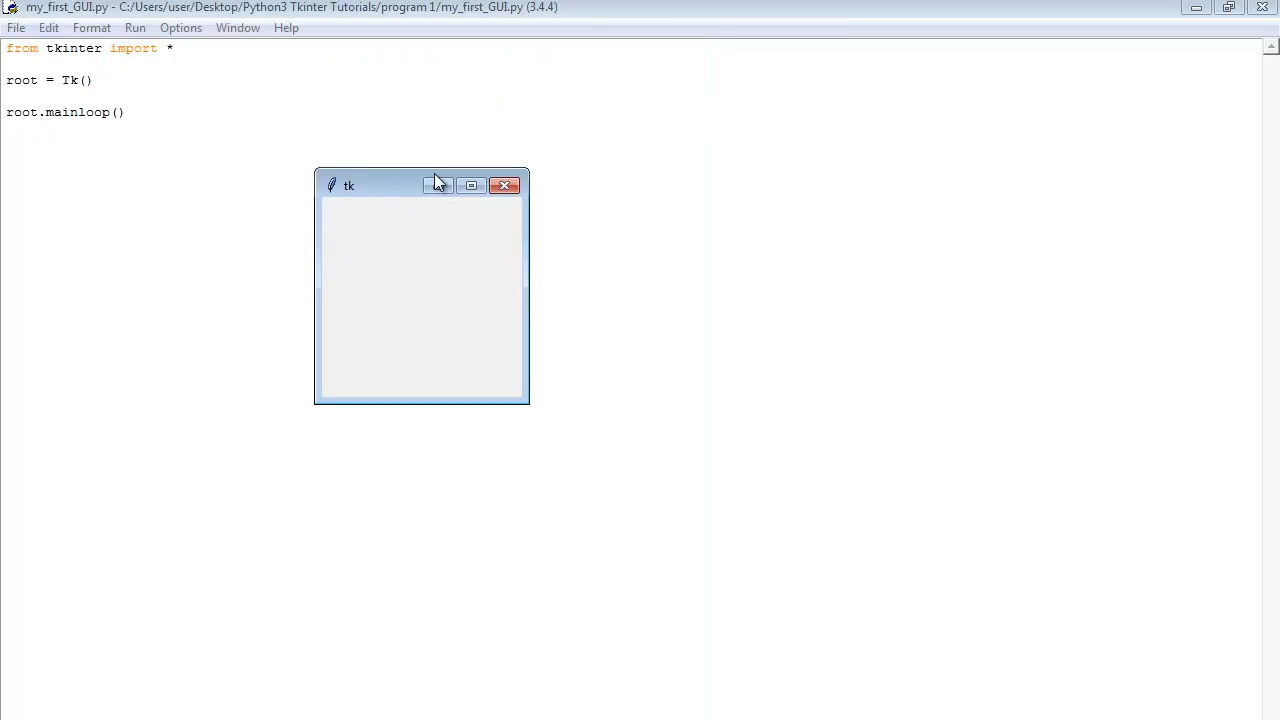 my_first_GUI.py - C:/Users/user/Desktop/Python3 Tkinter Tutorials/program 1/my_first_GUI.py (3.4.4)
File Edit Format Run Options Window Help
from tkinter import *
root = Tk()
root.mainloop()
tk